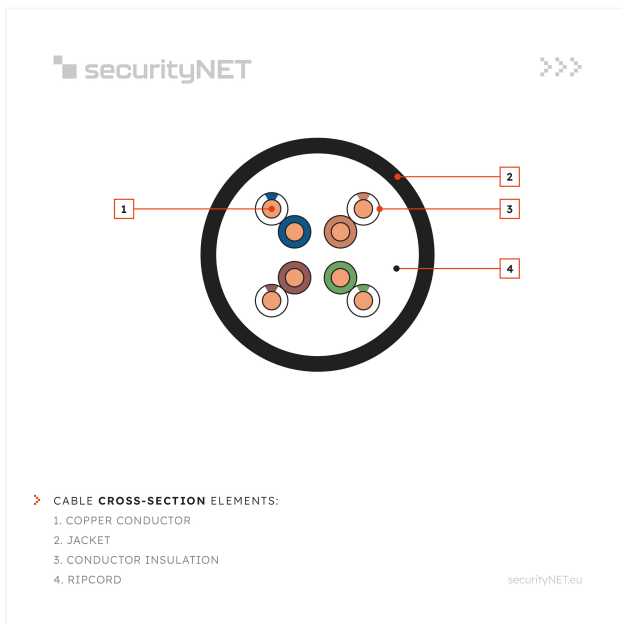 securityNET
2
1
3
4
CABLE CROSS-SECTION ELEMENTS:
1. COPPER CONDUCTOR
2. JACKET
3. CONDUCTOR INSULATION
4. RIPCORD
securityNET.eu